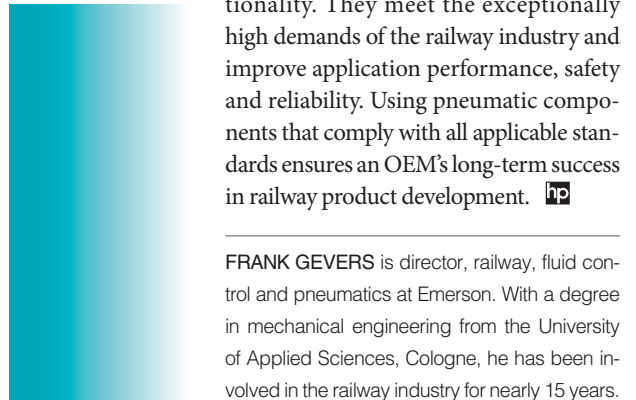 tionality. They meet the exceptionally
high demands of the railway industry and
improve application performance, safety
and reliability. Using pneumatic compo-
nents that comply with all applicable stan-
dards ensures an OEM's long-term success
in railway product development. hp
FRANK GEVERS is director, railway, fluid con-
trol and pneumatics at Emerson. With a degree
in mechanical engineering from the University
of Applied Sciences, Cologne, he has been in-
volved in the railway industry for nearly 15 years.